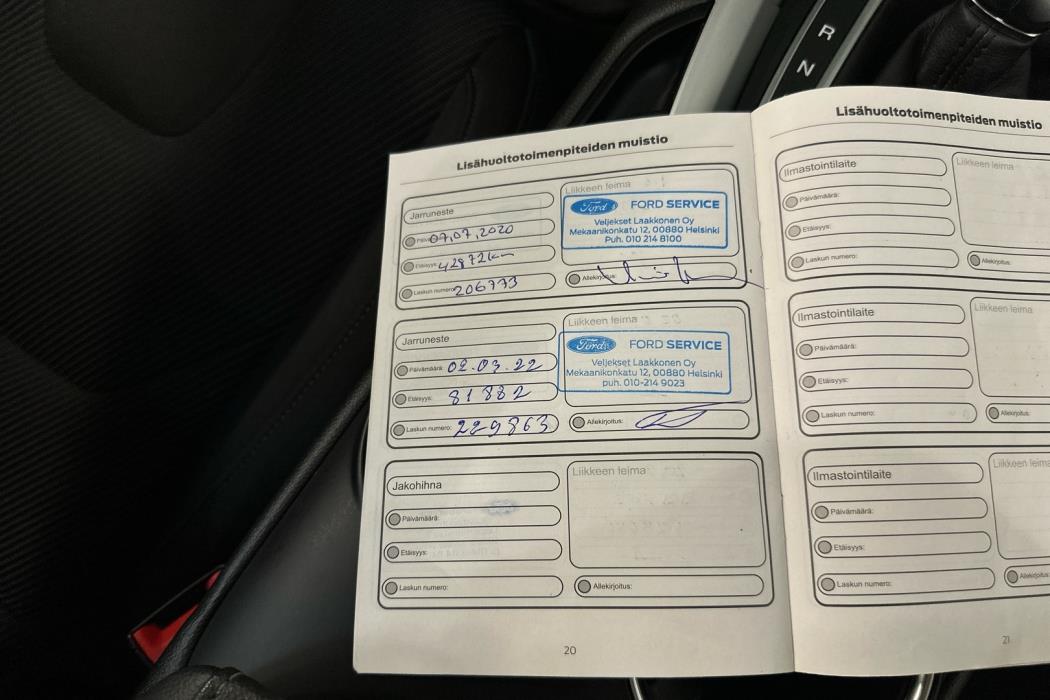 R
N
Lisähuoltotoimenpiteiden muistio
Jarruneste
Päivämäärä: 07,07,2020
Etäisyys: 42972km
Laskun numero: 206773
Liikkeen leima
Ford FORD SERVICE
Veljekset Laakkonen Oy
Mekaanikonkatu 12, 00880 Helsinki
Puh. 010 214 8100
Allekirjoitus:
Jarruneste
Päivämäärä: 02.03.22
Etäisyys: 81882
Laskun numero: 229863
Liikkeen leima
Ford FORD SERVICE
Veljekset Laakkonen Oy
Mekaanikonkatu 12, 00880 Helsinki
puh. 010-214 9023
Allekirjoitus:
Jakohihna
Päivämäärä:
Etäisyys:
Laskun numero:
Liikkeen leima
Allekirjoitus:
20
Lisähuoltotoimenpiteiden muistio
Ilmastointilaite
Päivämäärä:
Etäisyys:
Laskun numero:
Liikkeen leima
Allekirjoitus:
Ilmastointilaite
Päivämäärä:
Etäisyys:
Laskun numero:
Liikkeen leima
Allekirjoitus:
Ilmastointilaite
Päivämäärä:
Etäisyys:
Laskun numero:
Liikkeen leima
Allekirjoitus:
21